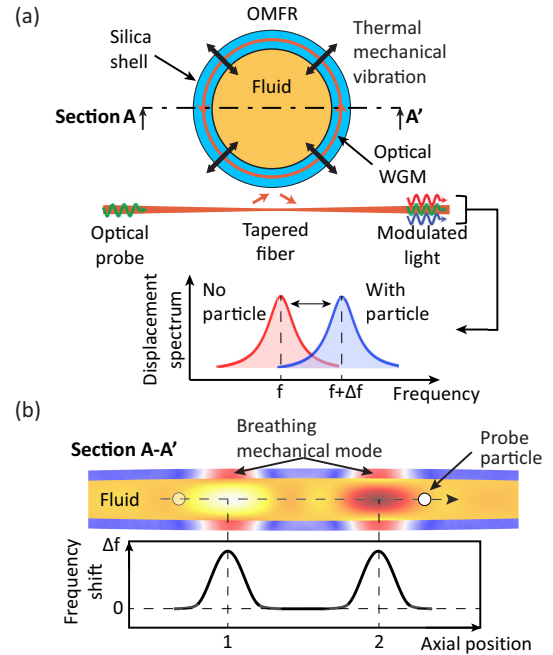 (a)
OMFR
Silica
shell
Thermal
mechanical
vibration
Fluid
Section A
A’
Optical
WGM
Optical
probe
Tapered
fiber
Modulated
light
Displacement
spectrum
No
particle
With
particle
f
f+Δf
Frequency
(b)
Section A-A’
Breathing
mechanical mode
Probe
particle
Fluid
Frequency
shift
Δf
0
1
2
Axial position